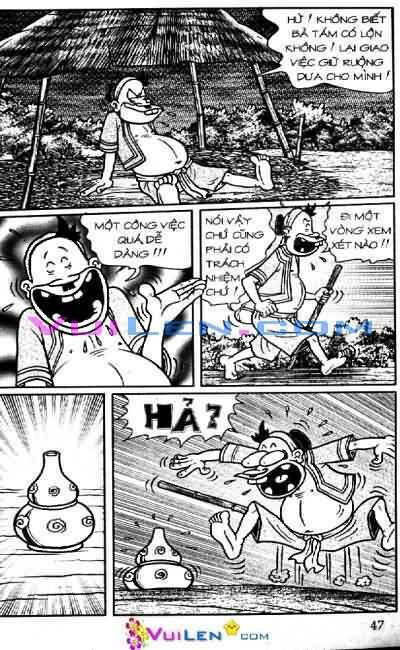 HỪ! KHÔNG BIẾT
BÀ TÁM CÓ LỘN
KHÔNG! LẠI GIAO
VIỆC GIỮ RUỘNG
DƯA CHO MÌNH!
MỘT CÔNG VIỆC
QUÁ DỄ
DÀNG!!!
NÓI VẬY
CHỨ CŨNG
PHẢI CÓ
TRÁCH
NHIỆM
CHỨ!
ĐI MỘT
VÒNG XEM
XÉT NÀO!!
VUILEN.COM
HẢ?
47
VUILEN.COM